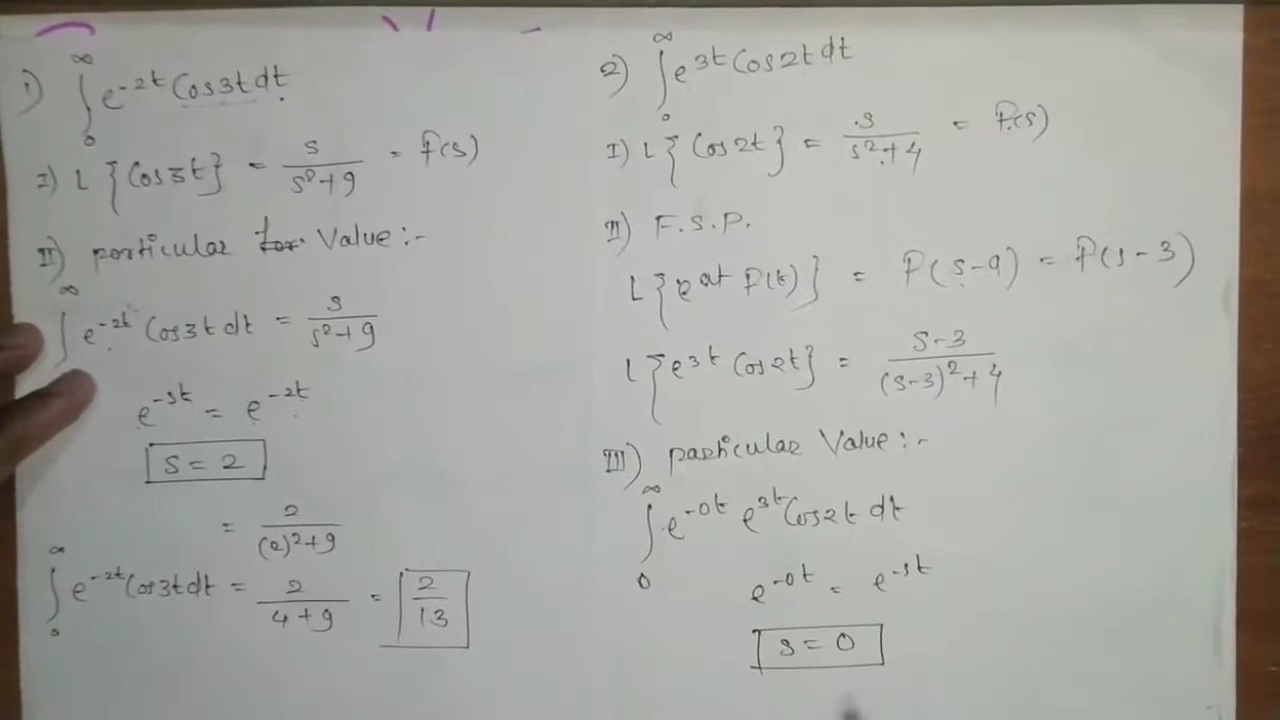 1) ∫₀^∞ e^-2t Cos3t dt
I) L {Cos3t} = s/(s²+9) = f(s)
II) particular Value:-
∫^∞ e^-2t Cos3t dt = s/(s²+9)
e^-st = e^-2t
s = 2
= 2/((2)²+9)
∫₀^∞ e^-2t Cos3t dt = 2/(4+9) = 2/13
2) ∫₀^∞ e^3t Cos2t dt
I) L {Cos2t} = s/(s²+4) = F(s)
II) F.S.P.
L {e^at F(t)} = F(s-a) = F(s-3)
L {e^3t Cos2t} = (s-3)/((s-3)²+4)
III) particular Value:-
∫₀^∞ e^-0t e^3t Cos2t dt
e^-0t = e^-st
s = 0